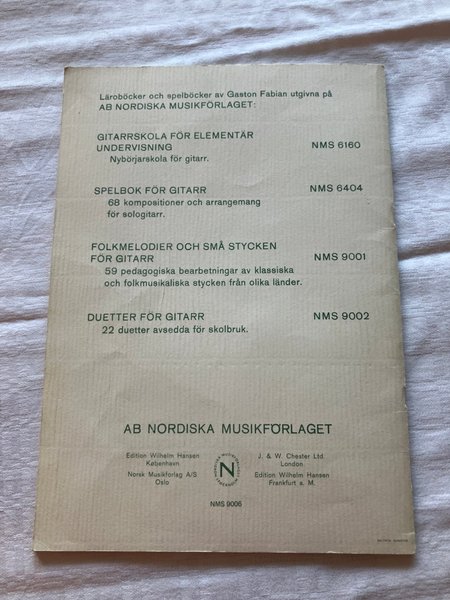 Läroböcker och spelböcker av Gaston Fabian utgivna på
AB NORDISKA MUSIKFÖRLAGET:
GITARRSKOLA FÖR ELEMENTÄR
UNDERVISNING NMS 6160
Nybörjarskola för gitarr.
SPELBOK FÖR GITARR NMS 6404
68 kompositioner och arrangemang
för sologitarr.
FOLKMELODIER OCH SMÅ STYCKEN
FÖR GITARR NMS 9001
59 pedagogiska bearbetningar av klassiska
och folkmusikaliska stycken från olika länder.
DUETTER FÖR GITARR NMS 9002
22 duetter avsedda för skolbruk.
AB NORDISKA MUSIKFÖRLAGET
Edition Wilhelm Hansen
København
Norsk Musikforlag A/S
Oslo
N
J. & W. Chester Ltd
London
Edition Wilhelm Hansen
Frankfurt a. M.
NMS 9006